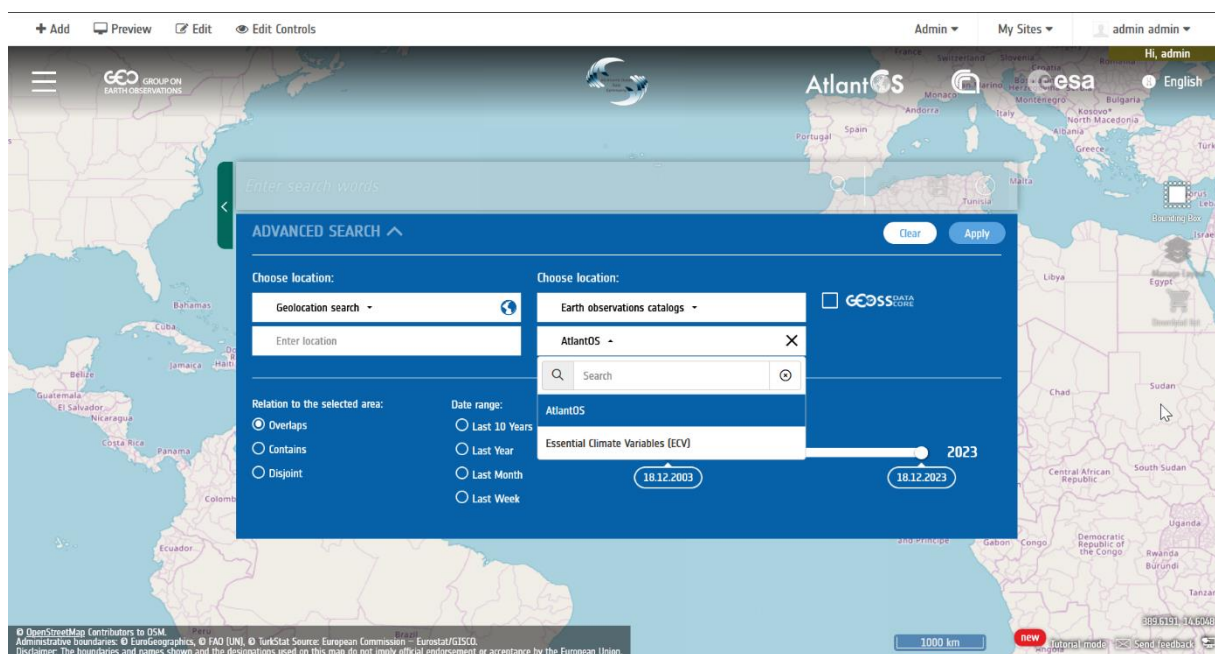 Add Preview Edit Edit Controls Admin My Sites admin admin
Hi, admin
GEO GROUP ON
EARTH OBSERVATIONS
AtlantOS esa English
Enter search words
ADVANCED SEARCH Clear Apply
Choose location: Choose location:
Geolocation search Earth observations catalogs GEOSS DATA CORE
Enter location AtlantOS
Search
AtlantOS
Essential Climate Variables (ECV)
Relation to the selected area: Date range:
Overlaps Last 10 Years
Contains Last Year 2023
Disjoint Last Month 18.12.2003 18.12.2023
Last Week
France
Switzerland
Slovenia
Croatia
Monaco
Montenegro
Bulgaria
Andorra
Italy
Kosovo*
North Macedonia
Albania
Portugal
Spain
Greece
Malta
Tunisia
Bounding Box
Libya
Egypt
Bahamas
Cuba
Jamaica
Haiti
Belize
Guatemala
El Salvador
Nicaragua
Costa Rica
Panama
Chad
Sudan
Central African
Republic
South Sudan
Uganda
Gabon
Congo
Democratic
Republic of
the Congo
Rwanda
Burundi
Ecuador
Peru
Brazil
© OpenStreetMap Contributors to OSM.
Administrative boundaries: © EuroGeographics, © FAO (UN), © TurkStat Source: European Commission – Eurostat/GISCO.
Disclaimer: The boundaries and names shown and the designations used on this map do not imply official endorsement or acceptance by the European Union.
1000 km
new Tutorial mode Send feedback